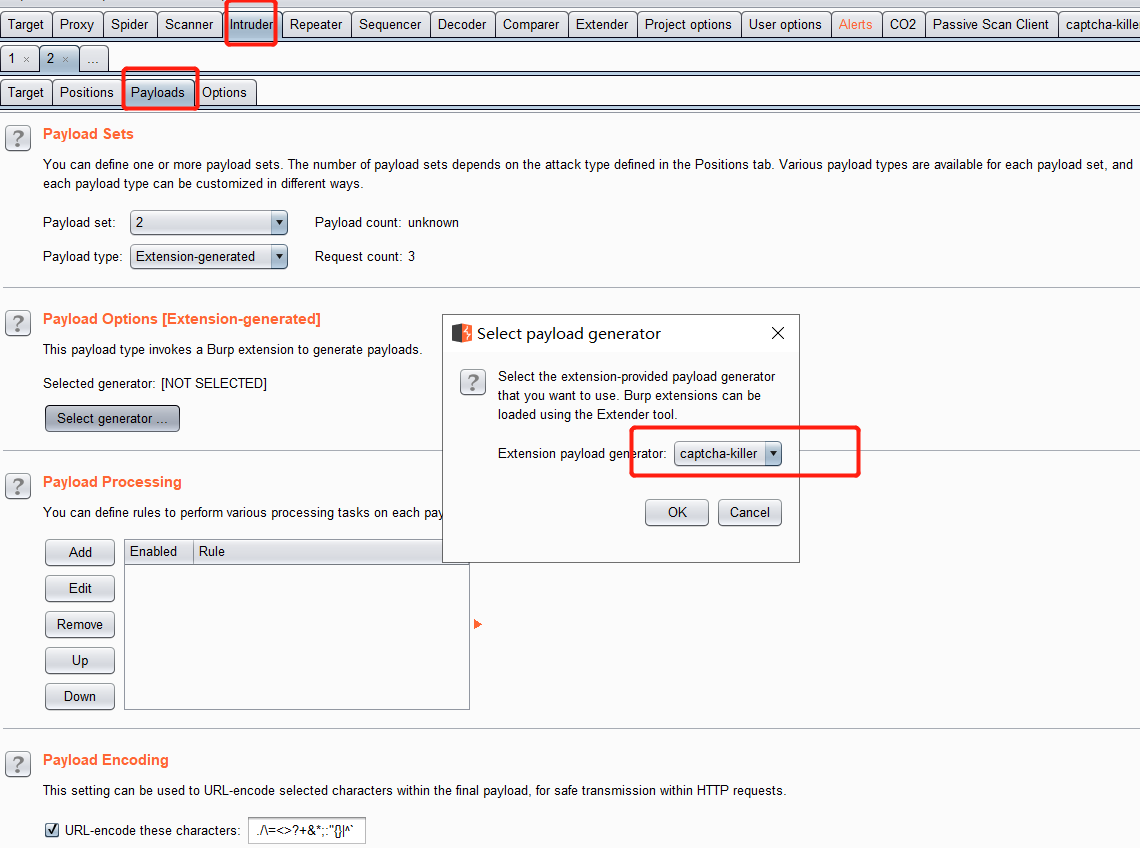 Target Proxy Spider Scanner Intruder Repeater Sequencer Decoder Comparer Extender Project options User options Alerts CO2 Passive Scan Client captcha-kille
1 × 2 × ...
Target Positions Payloads Options
? Payload Sets
You can define one or more payload sets. The number of payload sets depends on the attack type defined in the Positions tab. Various payload types are available for each payload set, and
each payload type can be customized in different ways.
Payload set: 2 Payload count: unknown
Payload type: Extension-generated Request count: 3
? Payload Options [Extension-generated]
This payload type invokes a Burp extension to generate payloads.
Selected generator: [NOT SELECTED]
Select generator ...
Select payload generator
? Select the extension-provided payload generator
that you want to use. Burp extensions can be
loaded using the Extender tool.
Extension payload generator: captcha-killer
OK Cancel
? Payload Processing
You can define rules to perform various processing tasks on each pay
Add Enabled Rule
Edit
Remove
Up
Down
? Payload Encoding
This setting can be used to URL-encode selected characters within the final payload, for safe transmission within HTTP requests.
URL-encode these characters: ./\=<>?+&*;:"{}|^`